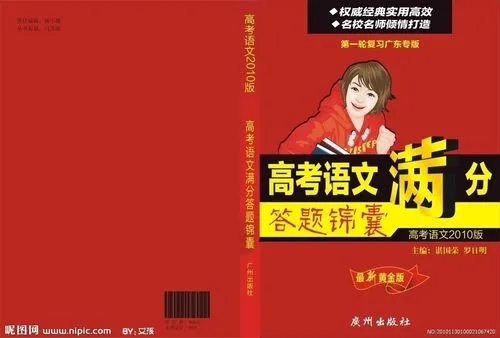 高考语文2010版
高考语文满分答题锦囊
广州出版社
权威经典实用高效
名校名师倾情打造
第一轮复习广东专版
高考语文满分
答题锦囊
高考语文2010版
主编：谌国荣 罗日明
最新黄金版
廣州出版社
昵图网 www.nipic.com BY：艾孩
NO:20101130100021067420